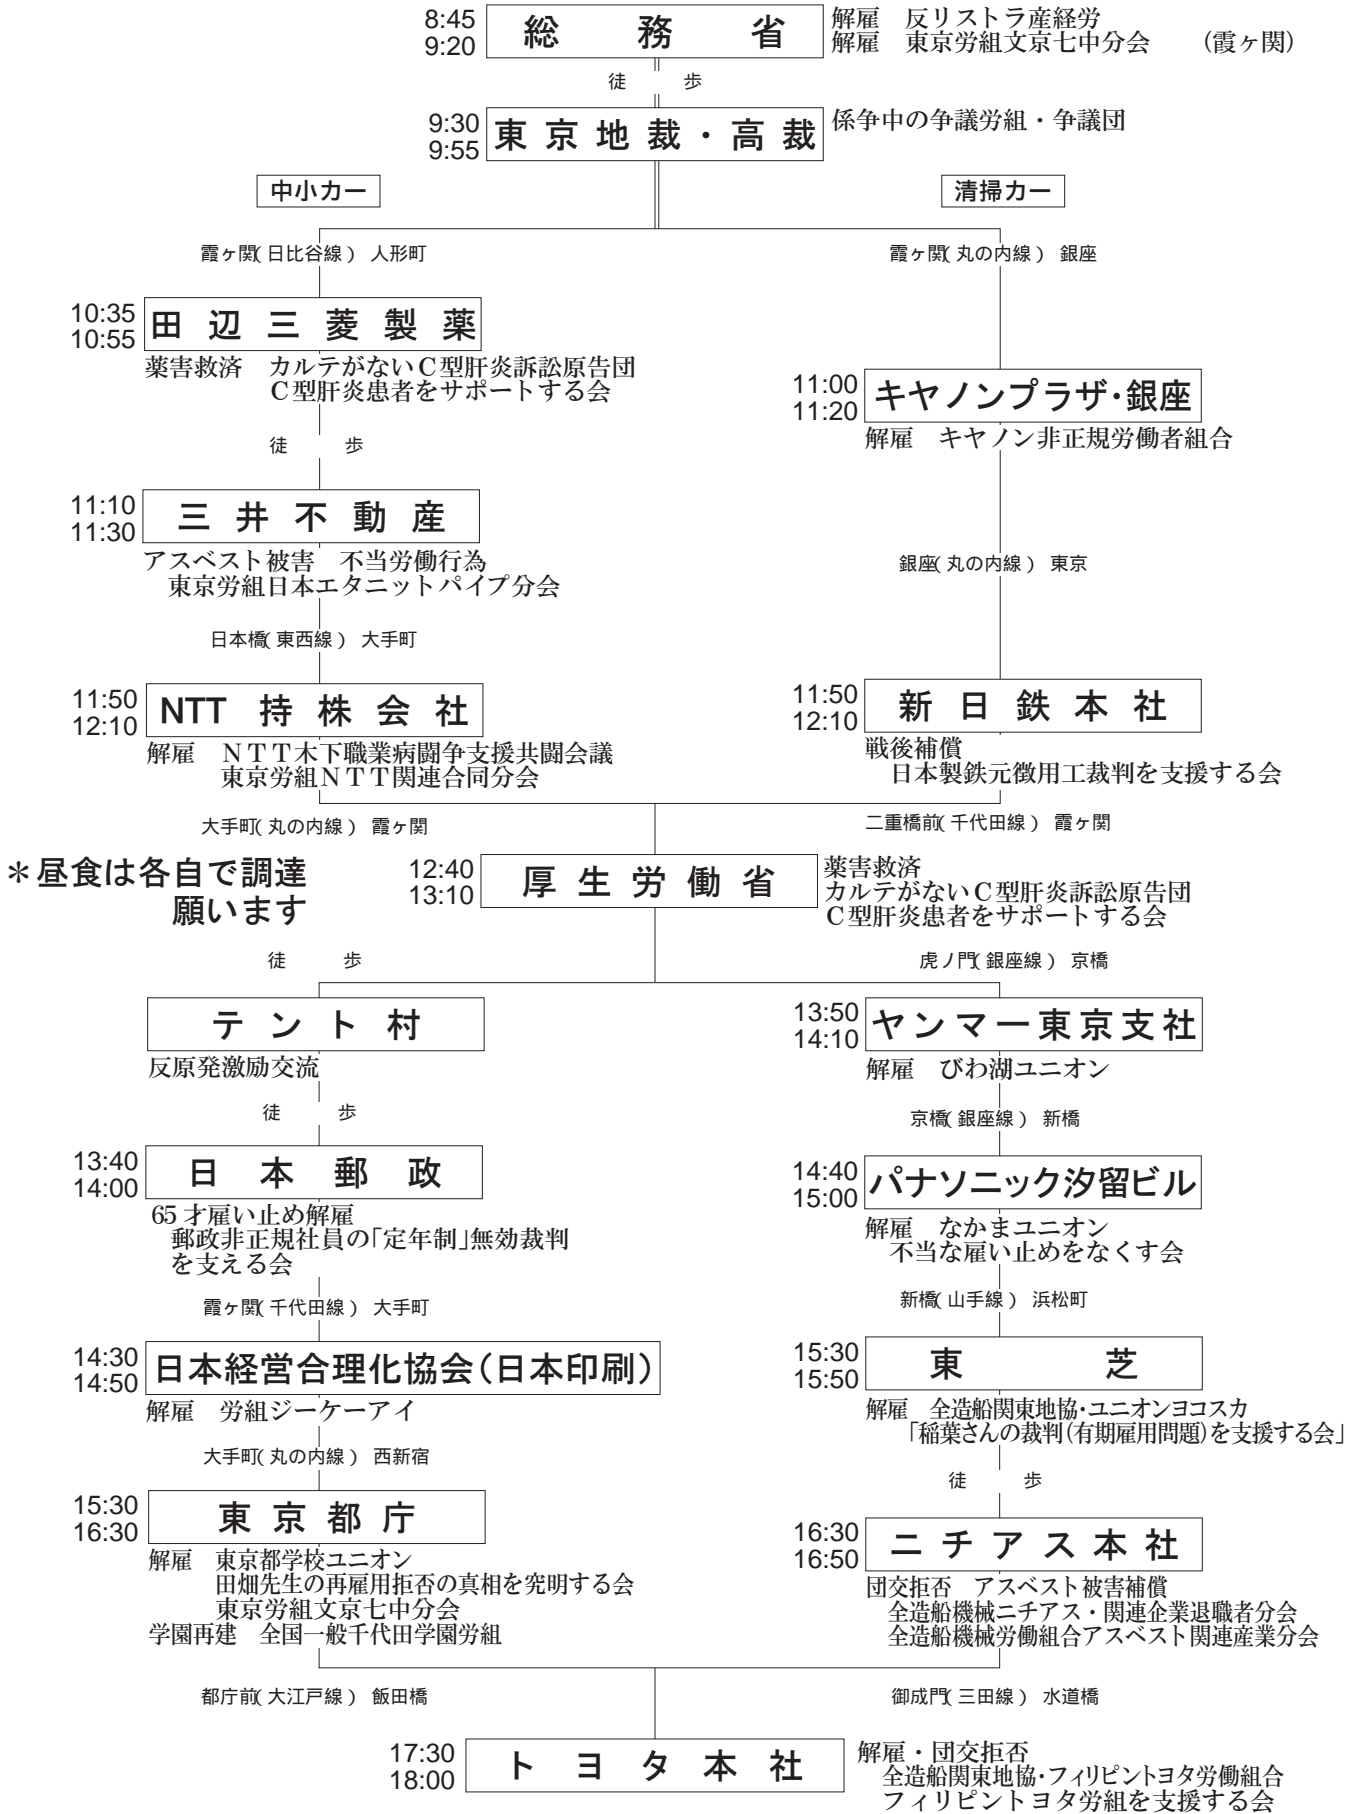 8:45
9:20
総務省
解雇　反リストラ産経労
解雇　東京労組文京七中分会　（霞ヶ関）
徒　歩
9:30
9:55
東京地裁・高裁
係争中の争議労組・争議団
中小カー
清掃カー
霞ヶ関（日比谷線）人形町
霞ヶ関（丸の内線）銀座
10:35
10:55
田辺三菱製薬
薬害救済　カルテがないＣ型肝炎訴訟原告団
Ｃ型肝炎患者をサポートする会
11:00
11:20
キヤノンプラザ・銀座
解雇　キヤノン非正規労働者組合
徒　歩
11:10
11:30
三井不動産
アスベスト被害　不当労働行為
東京労組日本エタニットパイプ分会
銀座（丸の内線）東京
日本橋（東西線）大手町
11:50
12:10
NTT 持株会社
解雇　ＮＴＴ木下職業病闘争支援共闘会議
東京労組ＮＴＴ関連合同分会
11:50
12:10
新日鉄本社
戦後補償
日本製鉄元徴用工裁判を支援する会
大手町（丸の内線）霞ヶ関
二重橋前（千代田線）霞ヶ関
＊昼食は各自で調達
願います
12:40
13:10
厚生労働省
薬害救済
カルテがないＣ型肝炎訴訟原告団
Ｃ型肝炎患者をサポートする会
徒　歩
虎ノ門（銀座線）京橋
テント村
反原発激励交流
13:50
14:10
ヤンマー東京支社
解雇　びわ湖ユニオン
徒　歩
京橋（銀座線）新橋
13:40
14:00
日本郵政
65才雇い止め解雇
郵政非正規社員の「定年制」無効裁判
を支える会
14:40
15:00
パナソニック汐留ビル
解雇　なかまユニオン
不当な雇い止めをなくす会
霞ヶ関（千代田線）大手町
新橋（山手線）浜松町
14:30
14:50
日本経営合理化協会（日本印刷）
解雇　労組ジーケーアイ
15:30
15:50
東芝
解雇　全造船関東地協・ユニオンヨコスカ
「稲葉さんの裁判（有期雇用問題）を支援する会」
大手町（丸の内線）西新宿
徒　歩
15:30
16:30
東京都庁
解雇　東京都学校ユニオン
田畑先生の再雇用拒否の真相を究明する会
東京労組文京七中分会
学園再建　全国一般千代田学園労組
16:30
16:50
ニチアス本社
団交拒否　アスベスト被害補償
全造船機械ニチアス・関連企業退職者分会
全造船機械労働組合アスベスト関連産業分会
都庁前（大江戸線）飯田橋
御成門（三田線）水道橋
17:30
18:00
トヨタ本社
解雇・団交拒否
全造船関東地協・フィリピントヨタ労働組合
フィリピントヨタ労組を支援する会